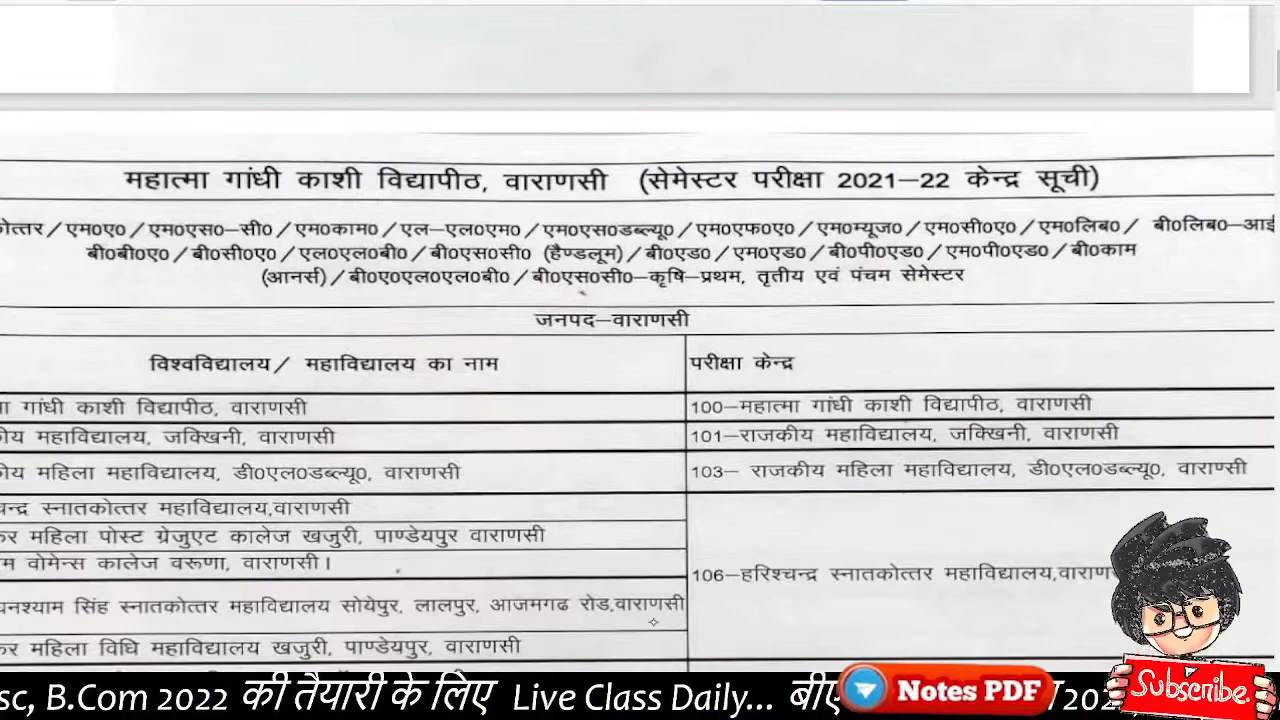 महात्मा गांधी काशी विद्यापीठ, वाराणसी (सेमेस्टर परीक्षा 2021–22 केन्द्र सूची)
/एम0ए0/एम0एस0–सी0/एम0काम0/एल–एल0एम0/एम0एस0डब्ल्यू0/एम0एफ0ए0/एम0म्यूज0/एम0सी0ए0/एम0लिब0/ बी0लिब0–आई
बी0बी0ए0/बी0सी0ए0/एल0एल0बी0/बी0एस0सी0 (हैण्डलूम)/बी0एड0/एम0एड0/बी0पी0एड0/एम0पी0एड0/बी0काम
(आनर्स)/बी0ए0एल0एल0बी0/बी0एस0सी0–कृषि–प्रथम, तृतीय एवं पंचम सेमेस्टर
जनपद–वाराणसी
विश्वविद्यालय/ महाविद्यालय का नाम परीक्षा केन्द्र
गांधी काशी विद्यापीठ, वाराणसी 100–महात्मा गांधी काशी विद्यापीठ, वाराणसी
महाविद्यालय, जक्खिनी, वाराणसी 101–राजकीय महाविद्यालय, जक्खिनी, वाराणसी
महिला महाविद्यालय, डी0एल0डब्ल्यू0, वाराणसी 103– राजकीय महिला महाविद्यालय, डी0एल0डब्ल्यू0, वाराण्सी
स्नातकोत्तर महाविद्यालय,वाराणसी
महिला पोस्ट ग्रेजुएट कालेज खजुरी, पाण्डेयपुर वाराणसी
वोमेन्स कालेज वरूणा, वाराणसी।
106–हरिश्चन्द्र स्नातकोत्तर महाविद्यालय,वाराण
सिंह स्नातकोत्तर महाविद्यालय सोयेपुर, लालपुर, आजमगढ रोड,वाराणसी
महिला विधि महाविद्यालय खजुरी, पाण्डेयपुर, वाराणसी
sc, B.Com 2022 की तैयारी के लिए Live Class Daily... बीए
Notes PDF
Subscribe